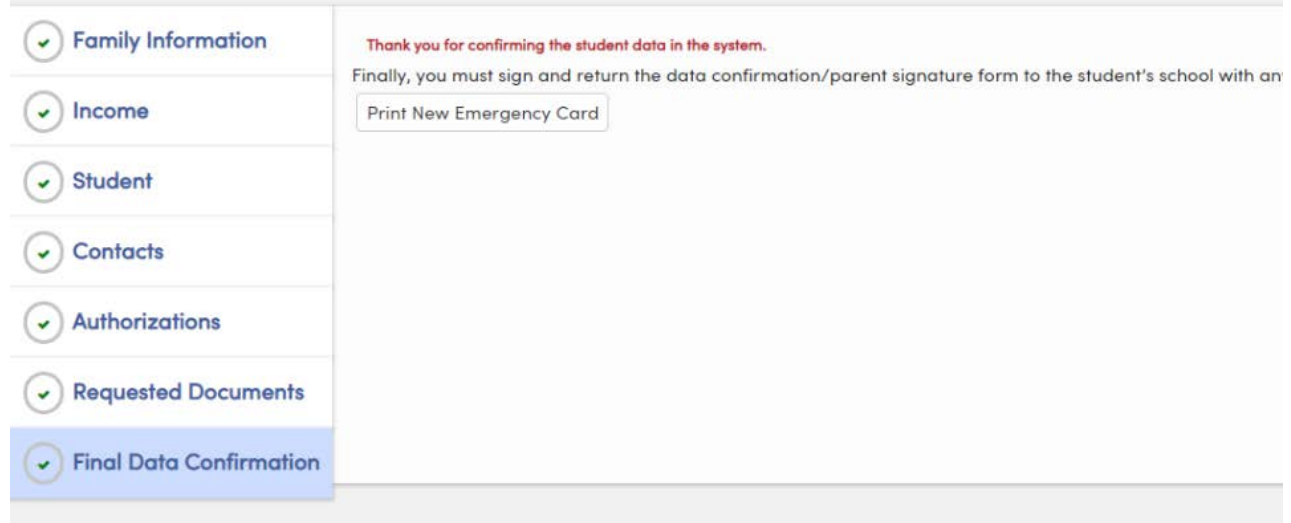 Family Information
Income
Student
Contacts
Authorizations
Requested Documents
Final Data Confirmation
Thank you for confirming the student data in the system.
Finally, you must sign and return the data confirmation/parent signature form to the student's school with
Print New Emergency Card